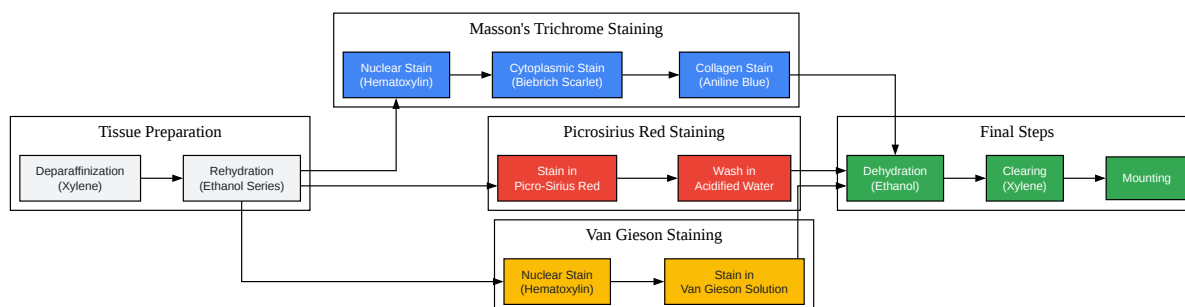 Masson's Trichrome Staining
Nuclear Stain
(Hematoxylin)
Cytoplasmic Stain
(Biebrich Scarlet)
Collagen Stain
(Aniline Blue)
Tissue Preparation
Deparaffinization
(Xylene)
Rehydration
(Ethanol Series)
Picrosirius Red Staining
Stain in
Picro-Sirius Red
Wash in
Acidified Water
Final Steps
Dehydration
(Ethanol)
Clearing
(Xylene)
Mounting
Van Gieson Staining
Nuclear Stain
(Hematoxylin)
Stain in
Van Gieson Solution